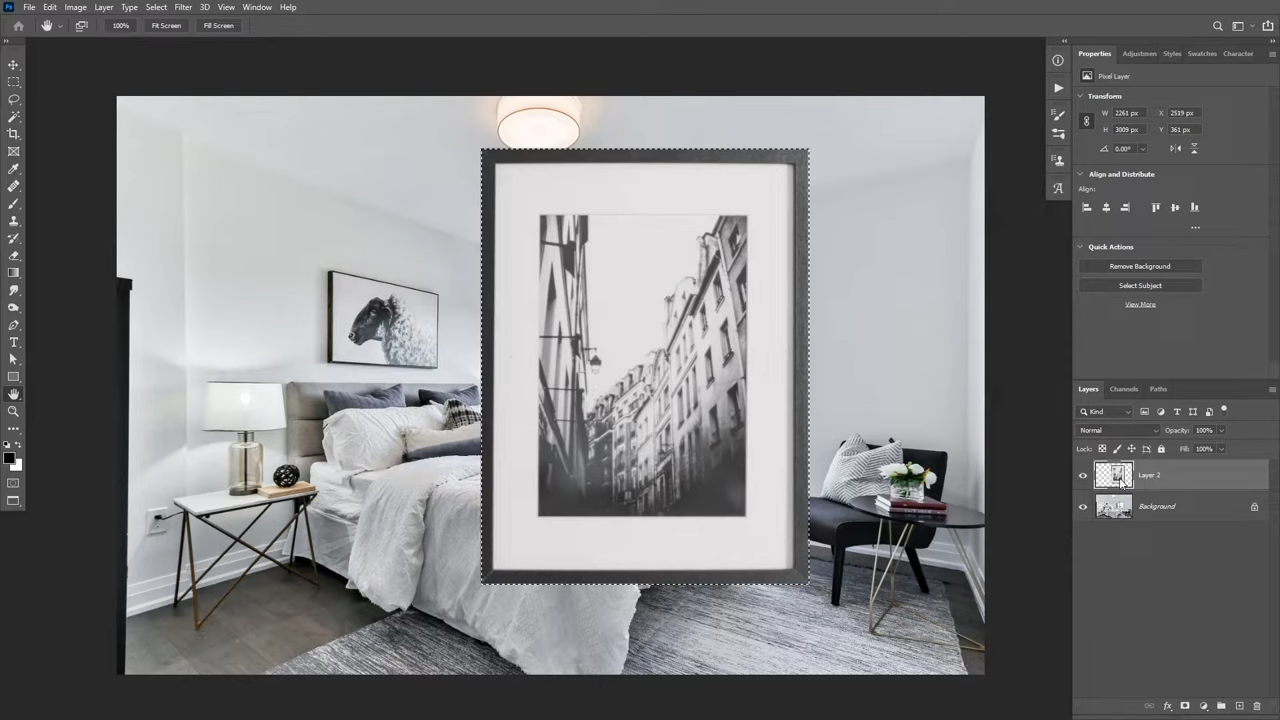 Ps File Edit Image Layer Type Select Filter 3D View Window Help
100% Fit Screen Fill Screen
Properties Adjustmen Styles Swatches Character
Pixel Layer
Transform
W 2261 px X 2519 px
H 3009 px Y 361 px
0.00°
Align and Distribute
Align:
Quick Actions
Remove Background
Select Subject
View More
Layers Channels Paths
Kind
Normal Opacity: 100%
Lock: Fill: 100%
Layer 2
Background